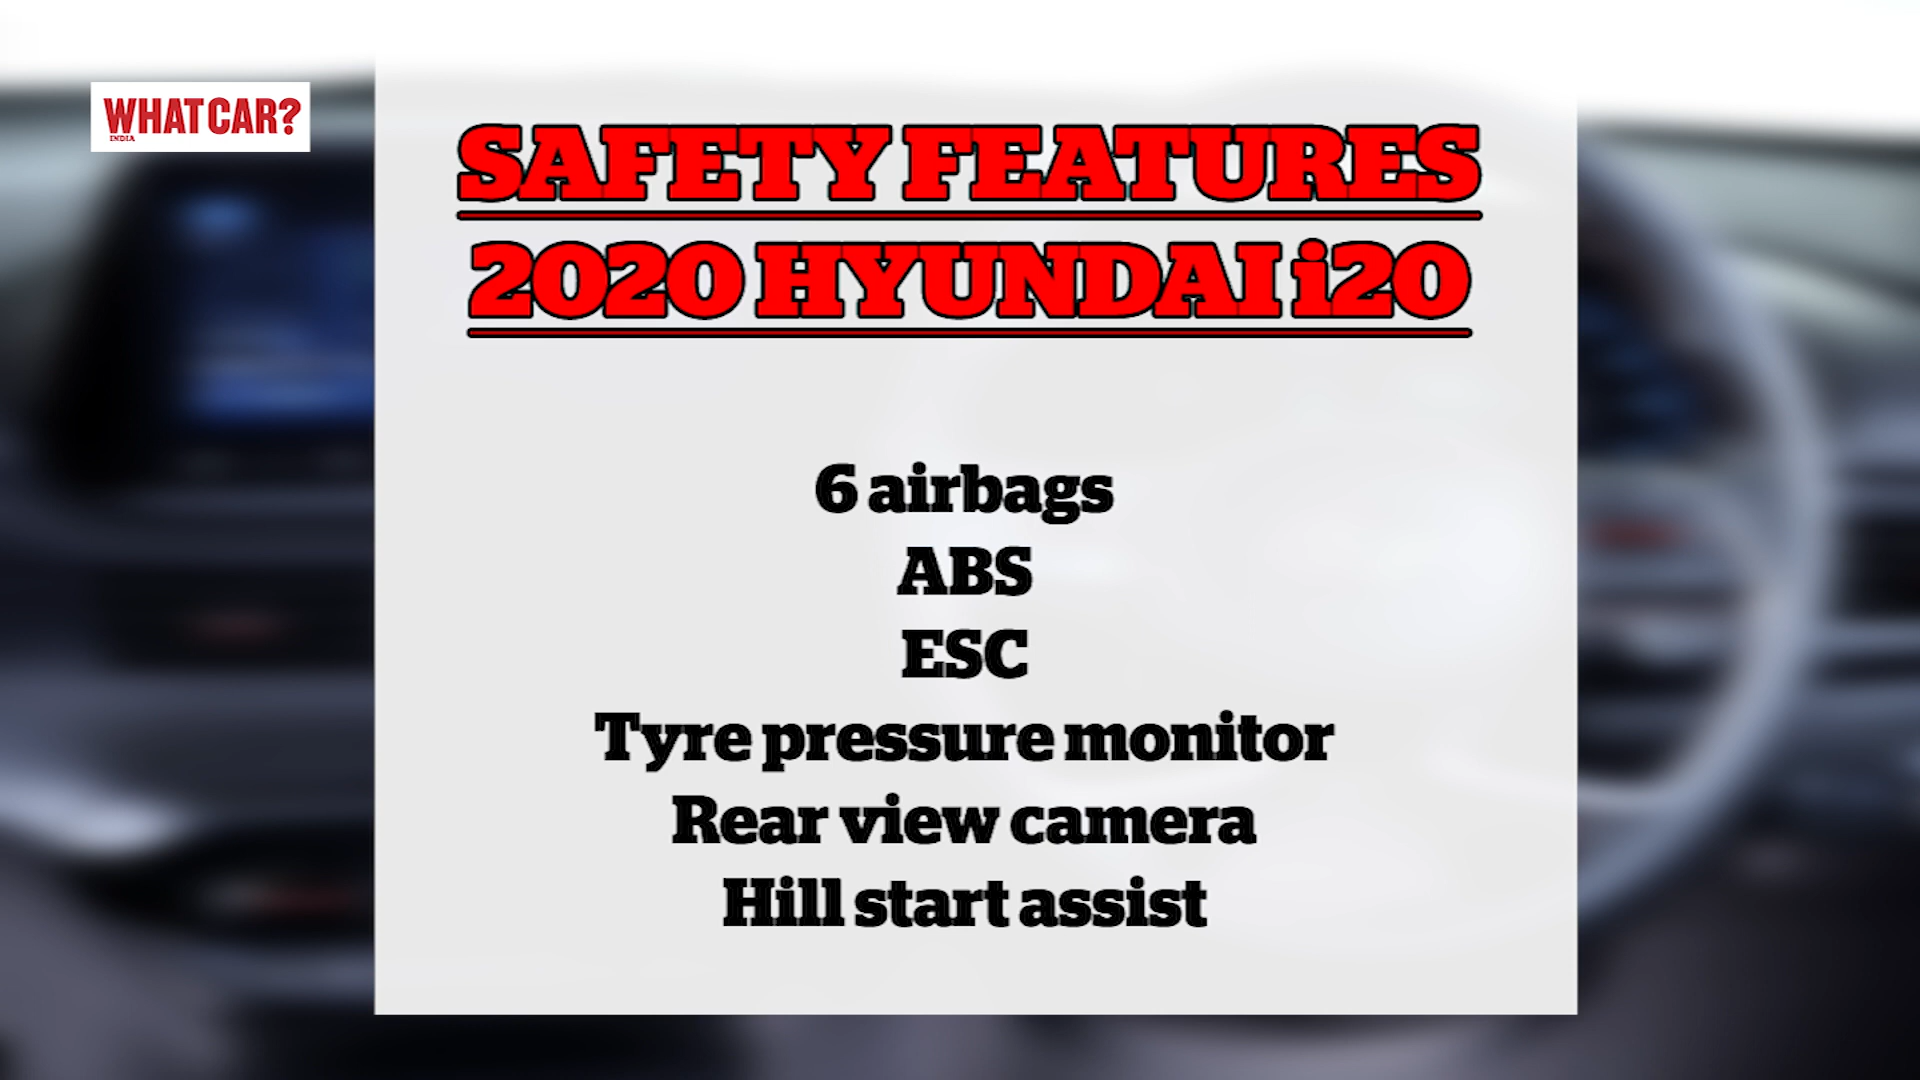 WHAT CAR?
INDIA
SAFETY FEATURES
2020 HYUNDAI i20
6 airbags
ABS
ESC
Tyre pressure monitor
Rear view camera
Hill start assist